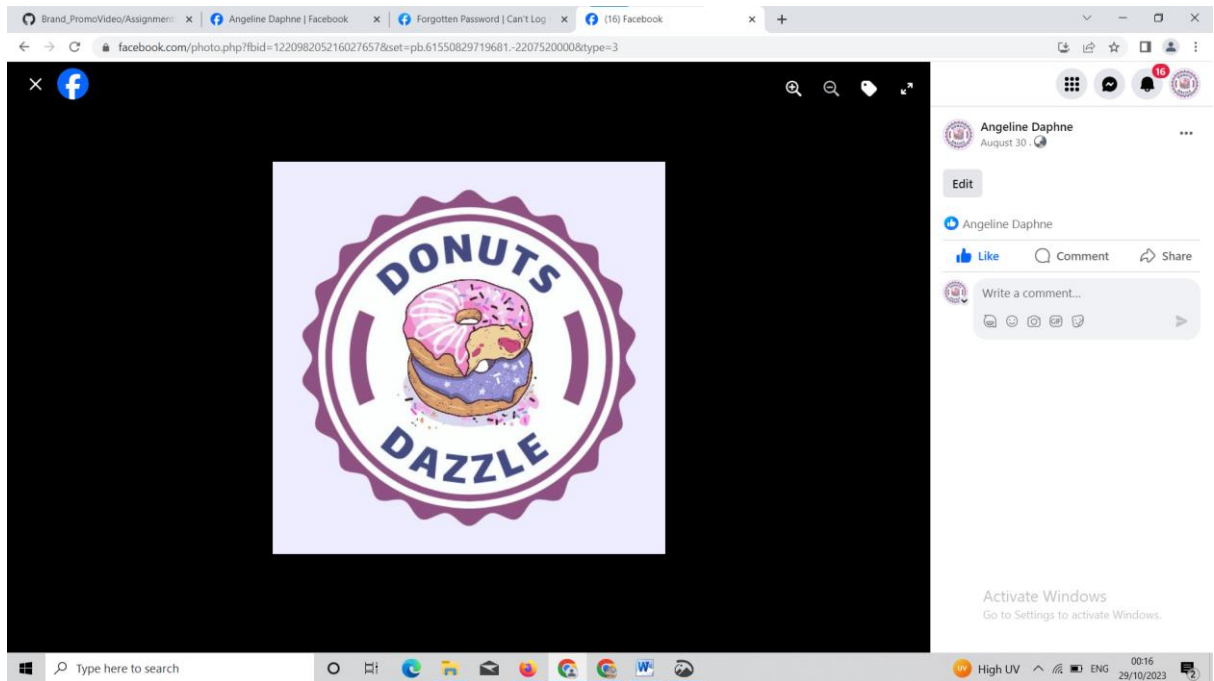 Brand_PromoVideo/Assignment
Angeline Daphne | Facebook
Forgotten Password | Can't Log
(16) Facebook
facebook.com/photo.php?fbid=122098205216027657&set=pb.61550829719681.-2207520000&type=3
16
DONUTS
DAZZLE
Angeline Daphne
August 30 ·
Edit
Angeline Daphne
Like Comment Share
Write a comment...
GIF
Activate Windows
Go to Settings to activate Windows.
Type here to search
UV High UV ENG 00:16
29/10/2023
2